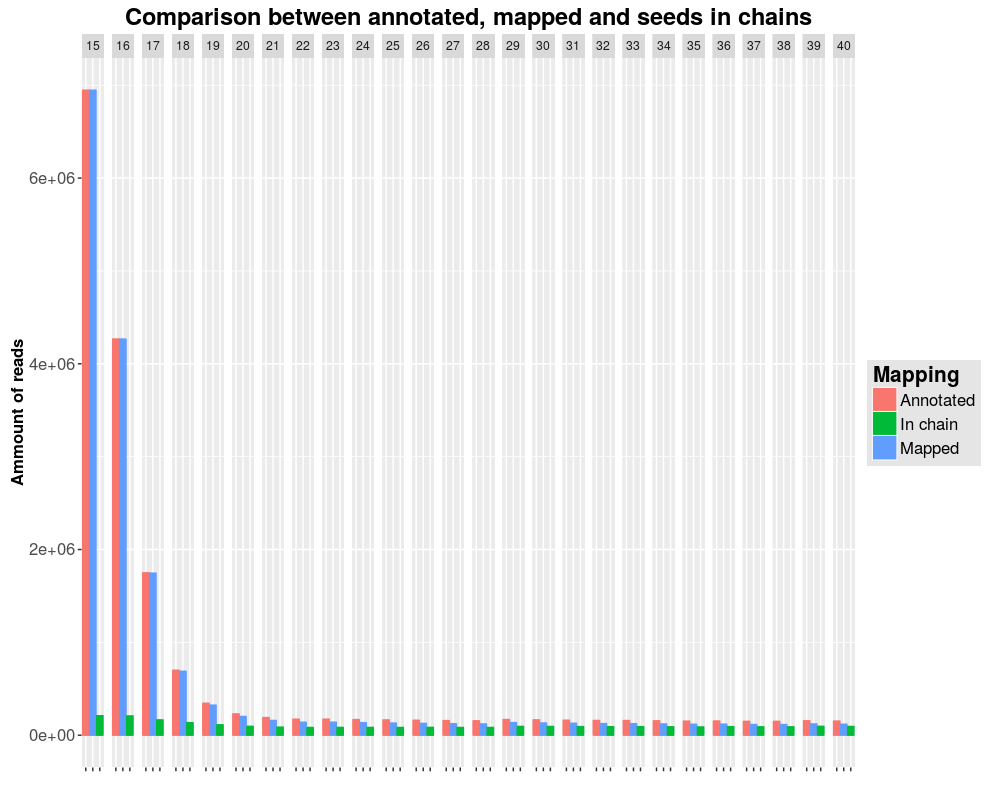 Comparison between annotated, mapped and seeds in chains
15 16 17 18 19 20 21 22 23 24 25 26 27 28 29 30 31 32 33 34 35 36 37 38 39 40
6e+06
4e+06
2e+06
0e+00
Ammount of reads
Mapping
Annotated
In chain
Mapped